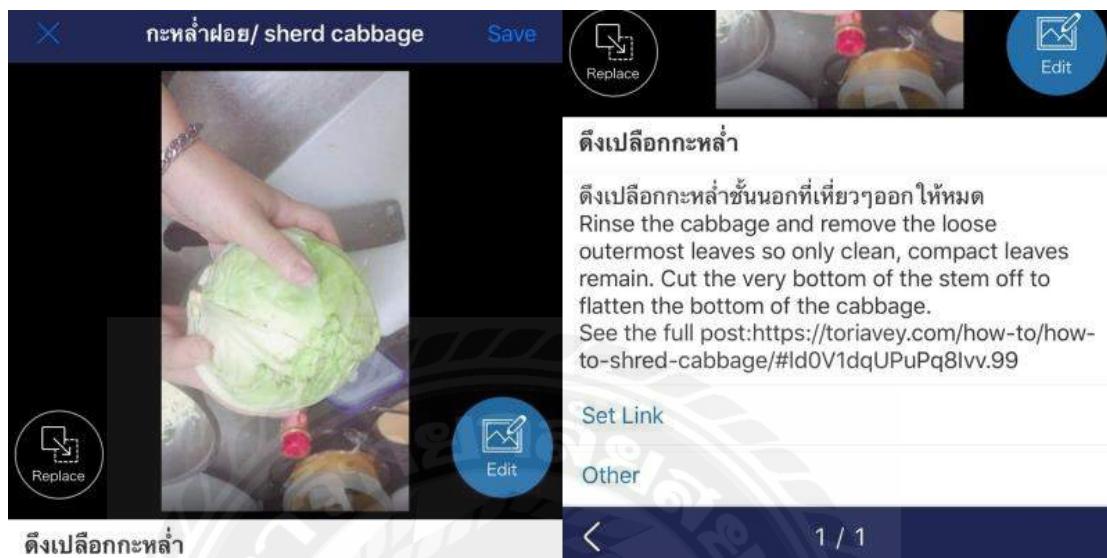 กะหล่ำฝอย/ sherd cabbage
Save
Replace
Edit
ดึงเปลือกกะหล่ำ
Replace
Edit
ดึงเปลือกกะหล่ำ
ดึงเปลือกกะหล่ำชั้นนอกที่เหี่ยวๆออกให้หมด
Rinse the cabbage and remove the loose
outermost leaves so only clean, compact leaves
remain. Cut the very bottom of the stem off to
flatten the bottom of the cabbage.
See the full post:https://toriavey.com/how-to/how-
to-shred-cabbage/#ld0V1dqUPuPq8Ivv.99
Set Link
Other
1 / 1